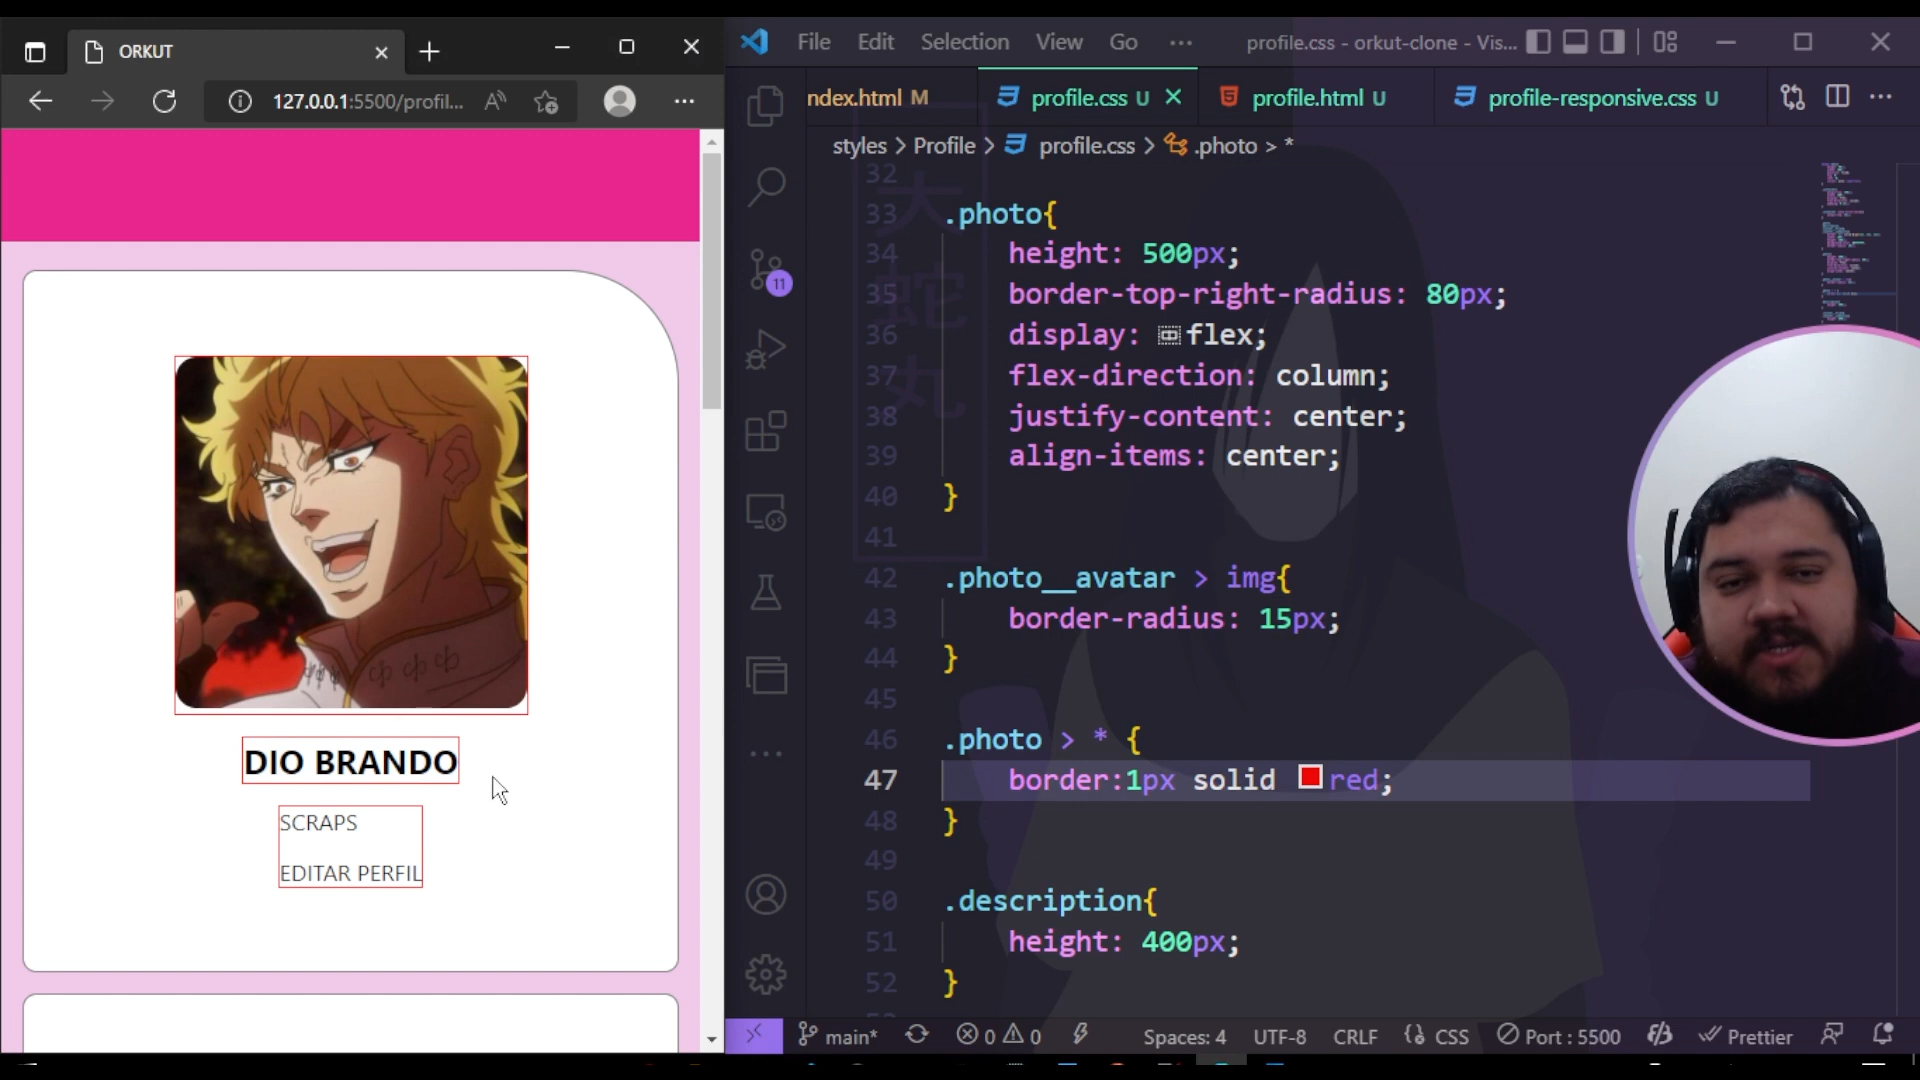 ORKUT
127.0.0.1:5500/profil...
DIO BRANDO
SCRAPS
EDITAR PERFIL
File Edit Selection View Go ...
profile.css - orkut-clone - Vis...
ndex.html M
profile.css U
profile.html U
profile-responsive.css U
styles > Profile > profile.css > .photo > *
11
32
33 .photo{
34 height: 500px;
35 border-top-right-radius: 80px;
36 display: flex;
37 flex-direction: column;
38 justify-content: center;
39 align-items: center;
40 }
41
42 .photo__avatar > img{
43 border-radius: 15px;
44 }
45
46 .photo > * {
47 border:1px solid red;
48 }
49
50 .description{
51 height: 400px;
52 }
大蛇丸
main* 0 0 Spaces: 4 UTF-8 CRLF CSS Port : 5500 Prettier